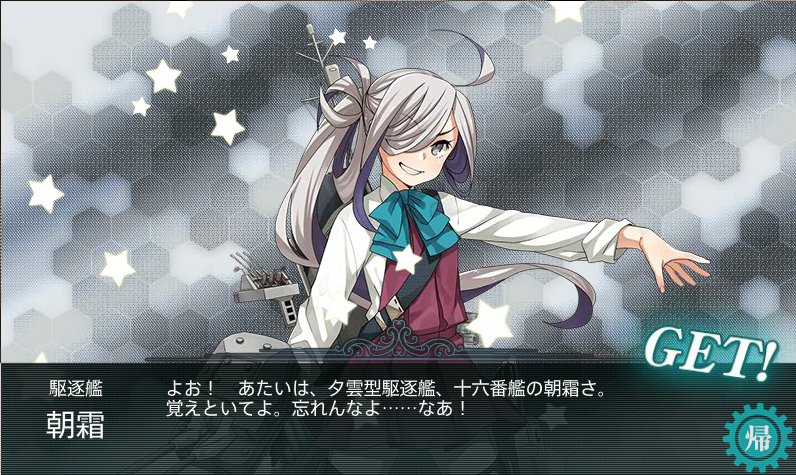 GET!
駆逐艦
朝霜
よお！　あたいは、夕雲型駆逐艦、十六番艦の朝霜さ。
覚えといてよ。忘れんなよ……なあ！
帰